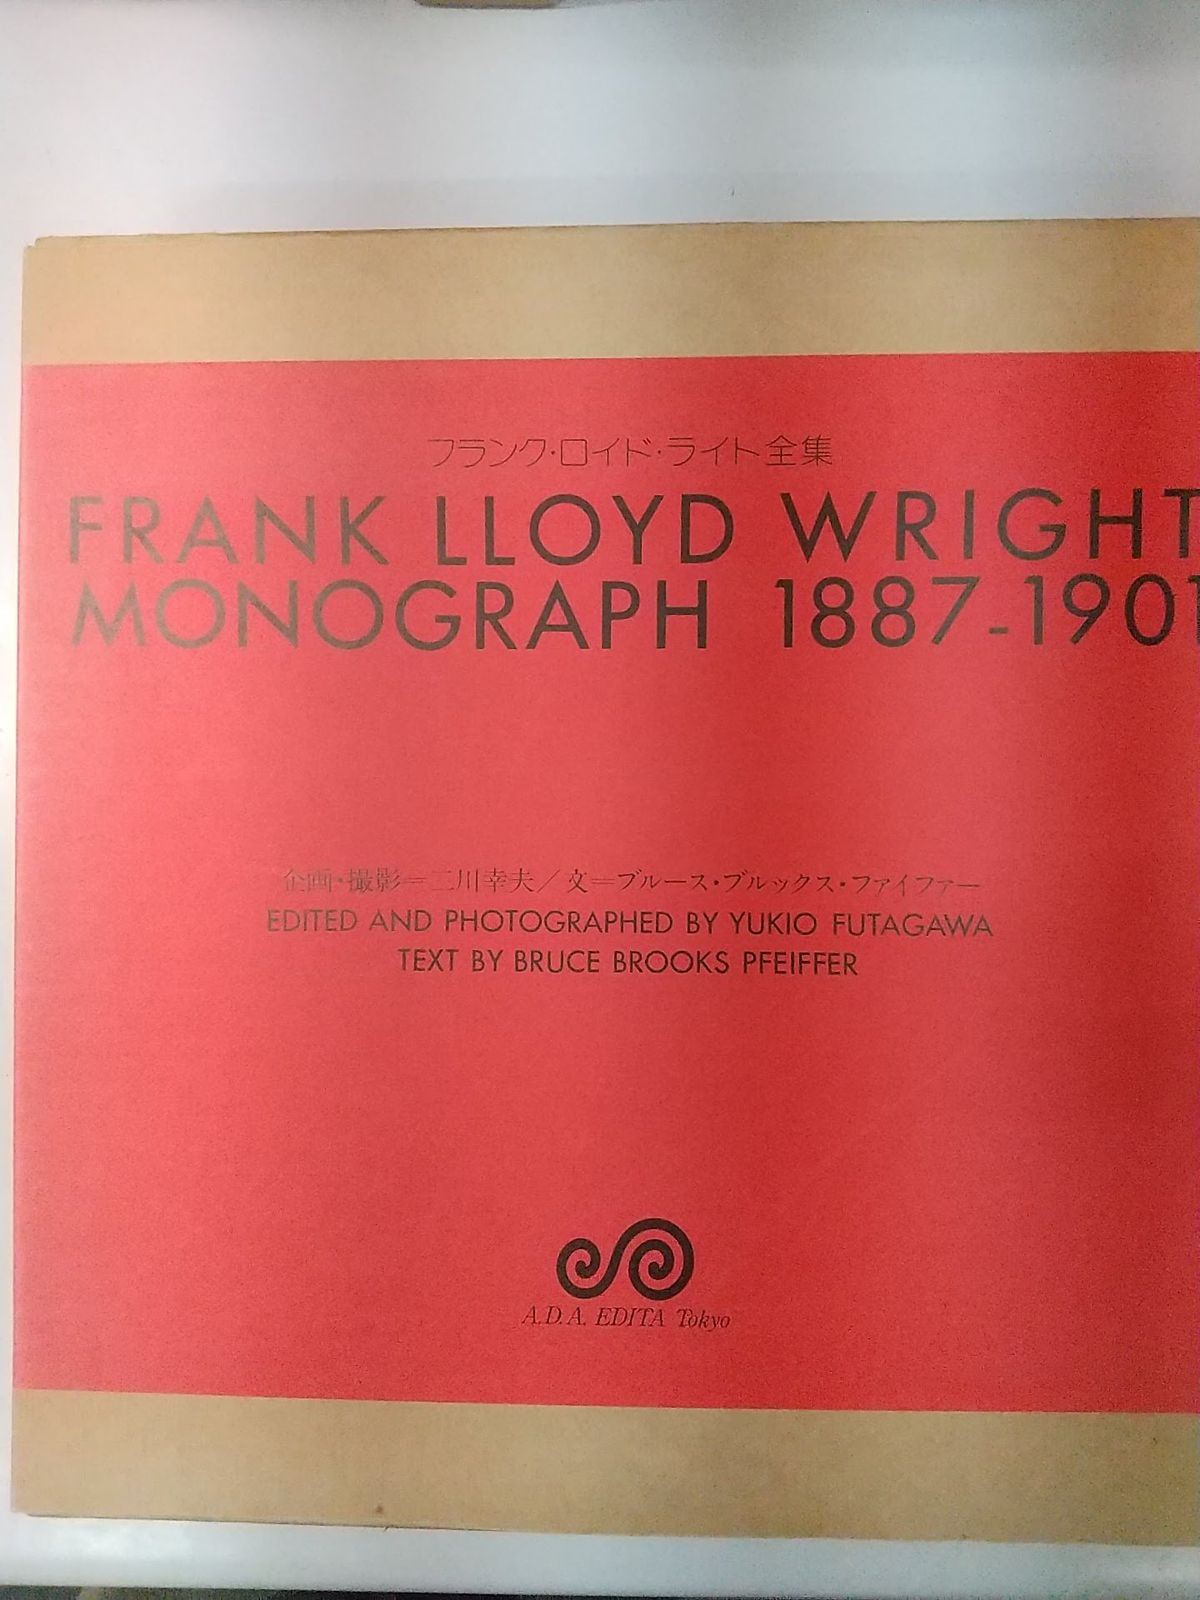 フランク・ロイド・ライト全集
FRANK LLOYD WRIGHT
MONOGRAPH 1887-1901
企画・撮影=二川幸夫/文=ブルース・ブルックス・ファイファー
EDITED AND PHOTOGRAPHED BY YUKIO FUTAGAWA
TEXT BY BRUCE BROOKS PFEIFFER
A.D.A. EDITA Tokyo